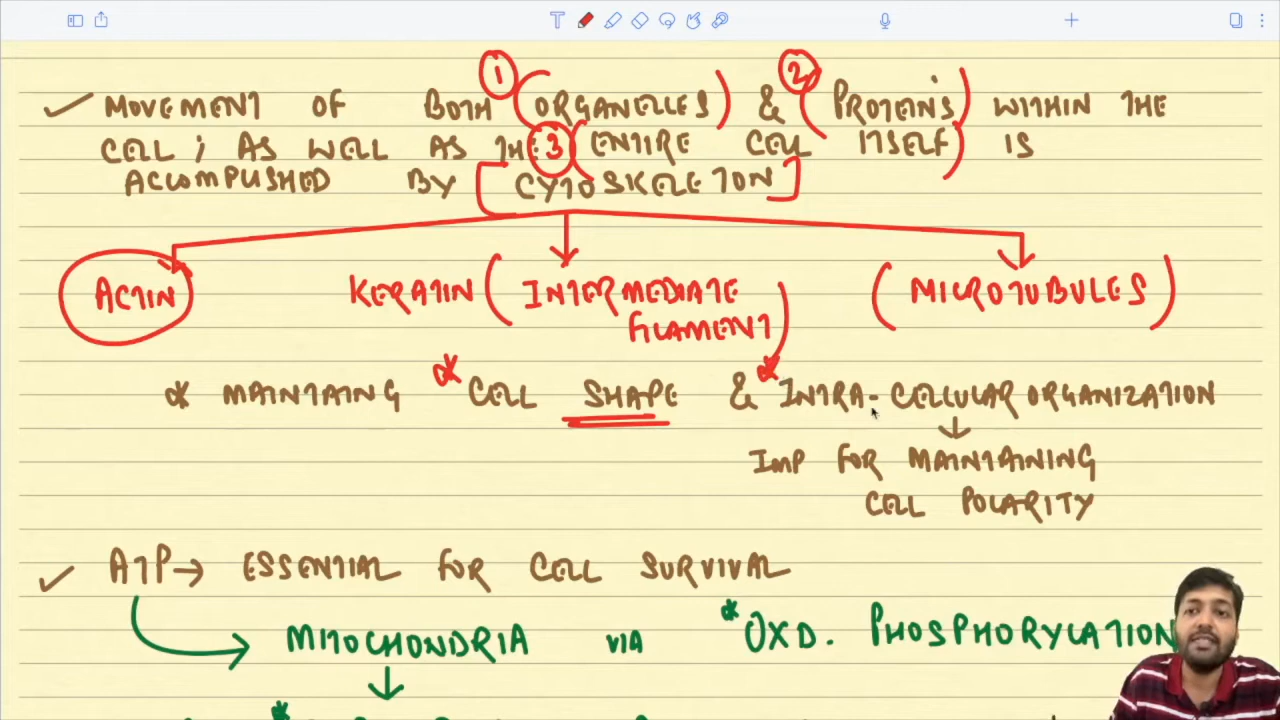 ① ②
✓ MOVEMENT OF BOTH (ORGANELLES) & (PROTEINS) WITHIN THE
CELL; AS WELL AS THE ③ (ENTIRE CELL ITSELF) IS
ACCOMPLISHED BY [CYTOSKELETON]
ACTIN KERATIN (INTERMEDIATE (MICROTUBULES)
FILAMENT)
* MAINTAING * CELL SHAPE & * INTRA-CELLULAR ORGANIZATION
↓
IMP FOR MAINTAINING
CELL POLARITY
✓ ATP → ESSENTIAL FOR CELL SURVIVAL
→ MITOCHONDRIA VIA * OXD. PHOSPHORYLATION
↓